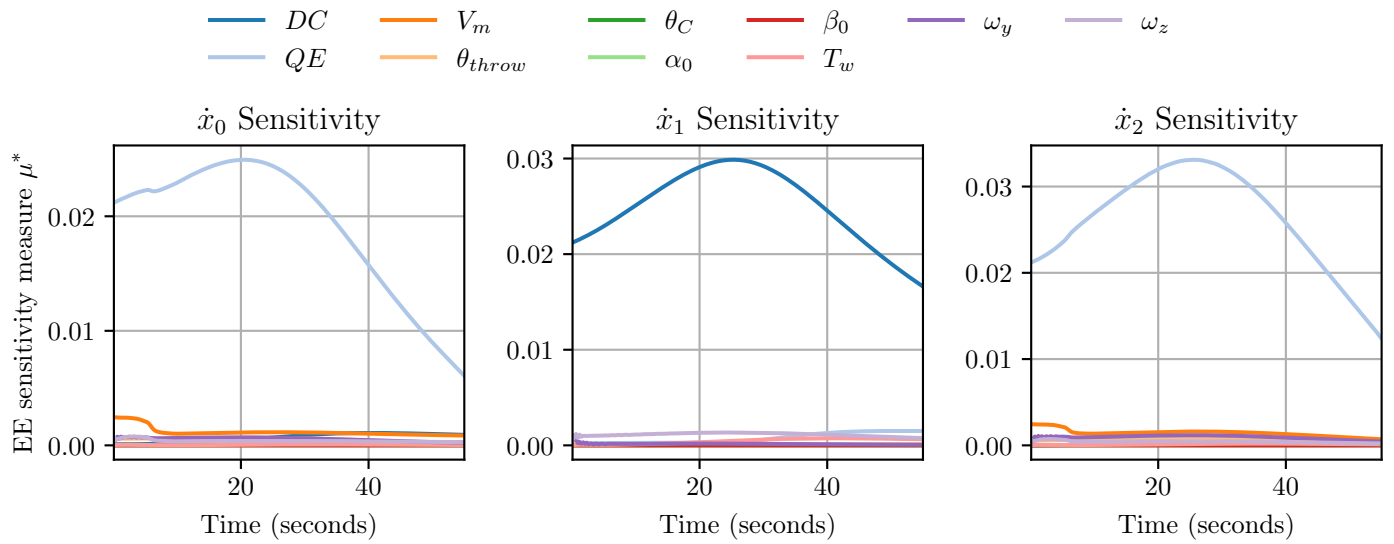 DC V_m θ_C β_0 ω_y ω_z
QE θ_throw α_0 T_w
ẋ_0 Sensitivity ẋ_1 Sensitivity ẋ_2 Sensitivity
EE sensitivity measure μ*
0.02
0.01
0.00
20 40
Time (seconds)
0.03
0.02
0.01
0.00
20 40
Time (seconds)
0.03
0.02
0.01
0.00
20 40
Time (seconds)